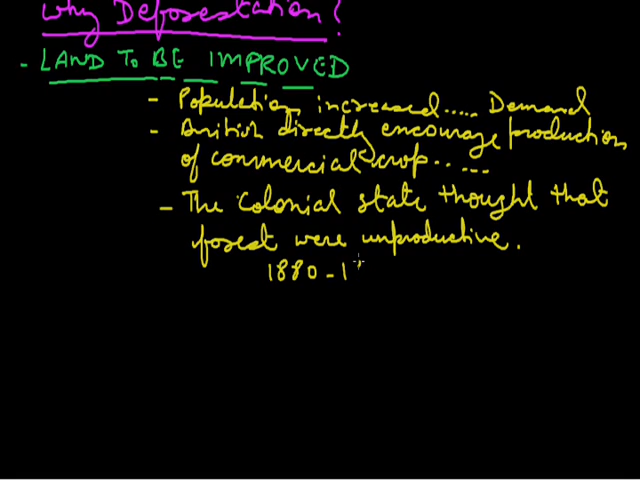 Why Deforestation?
- LAND TO BE IMPROVED
- Population increased..... Demand
- British directly encourage production
of commercial crop......
- The Colonial state thought that
forest were unproductive.
1880-1